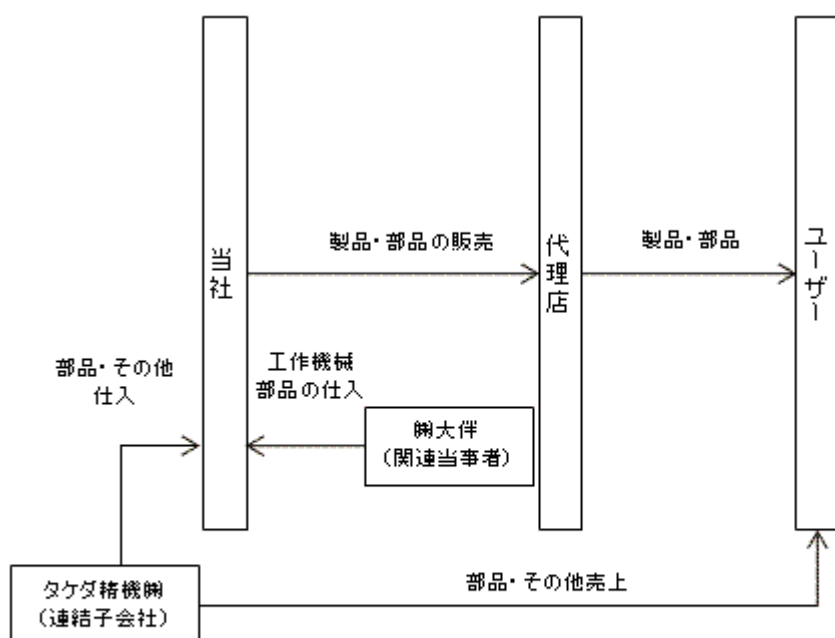 当社
製品・部品の販売
代理店
製品・部品
ユーザー
部品・その他
仕入
工作機械
部品の仕入
㈱大伴
（関連当事者）
タケダ精機㈱
（連結子会社）
部品・その他売上